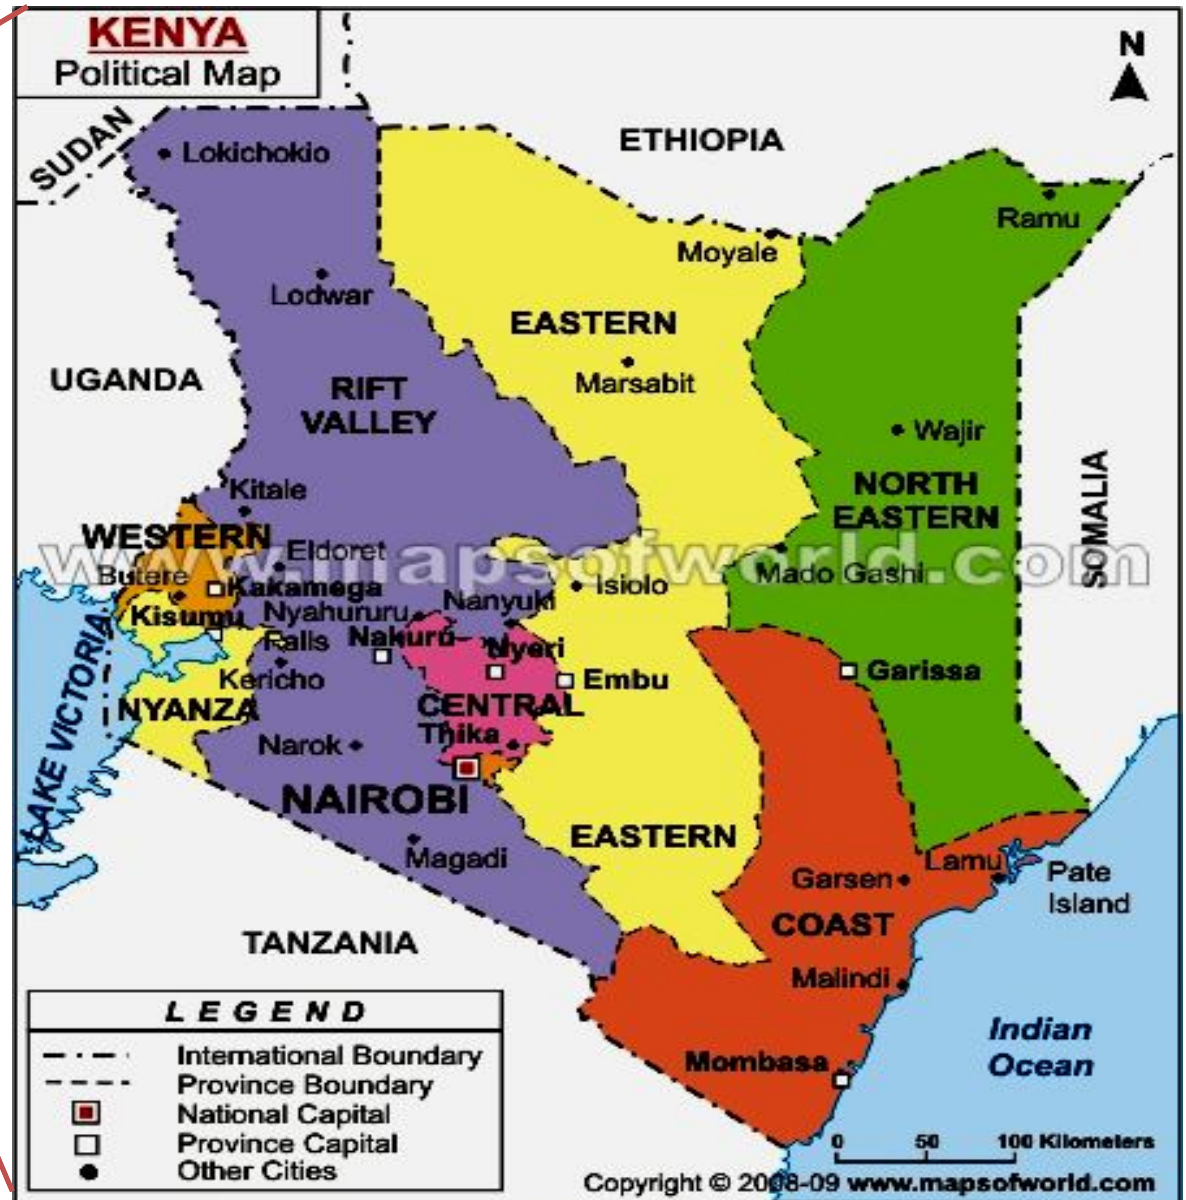 KENYA
Political Map
N
SUDAN
ETHIOPIA
Lokichokio
Ramu
Moyale
Lodwar
EASTERN
UGANDA
Marsabit
RIFT
VALLEY
Wajir
NORTH
EASTERN
SOMALIA
Kitale
WESTERN
www.mapsofworld.com
Eldoret
Butere
Kakamega
Isiolo
Mado Gashi
Kisumu
Nyahururu
Nanyuki
Falls
Nakuru
Nyeri
Kericho
Embu
Garissa
LAKE VICTORIA
NYANZA
CENTRAL
Thika
Narok
NAIROBI
EASTERN
Magadi
Lamu
Garsen
Pate
Island
COAST
TANZANIA
Malindi
LEGEND
International Boundary
Province Boundary
National Capital
Province Capital
Other Cities
Indian
Ocean
Mombasa
0 50 100 Kilometers
Copyright © 2008-09 www.mapsofworld.com